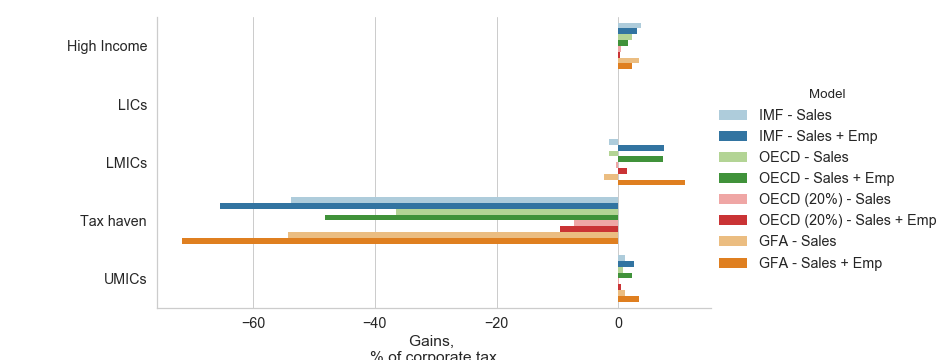 High Income
LICs
LMICs
Tax haven
UMICs
−60
−40
−20
0
Gains,
% of corporate tax
Model
IMF - Sales
IMF - Sales + Emp
OECD - Sales
OECD - Sales + Emp
OECD (20%) - Sales
OECD (20%) - Sales + Emp
GFA - Sales
GFA - Sales + Emp